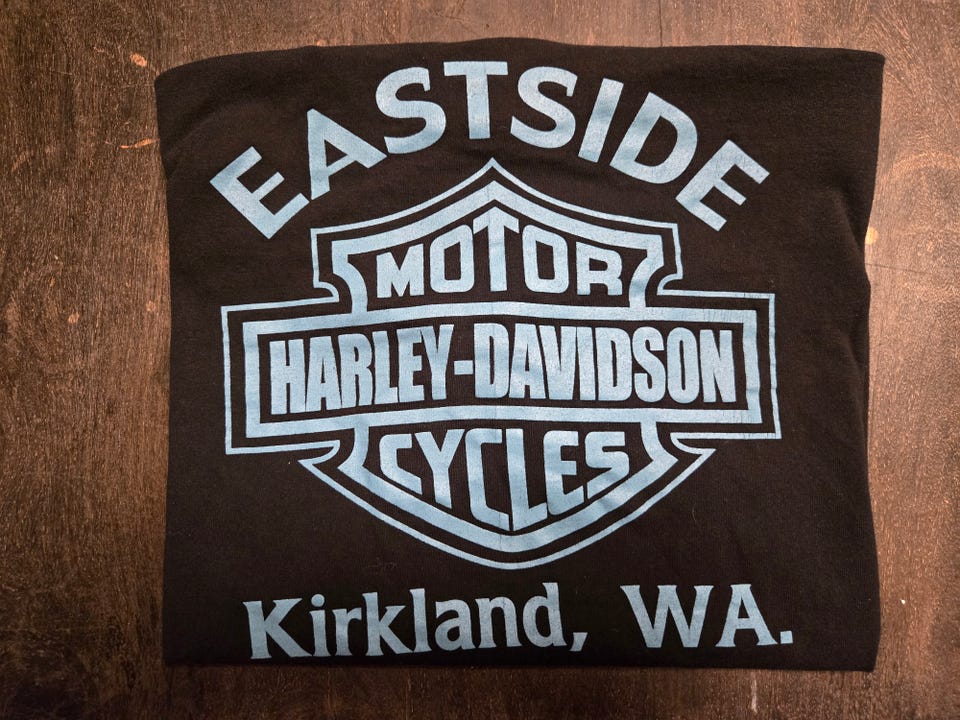 EASTSIDE
MOTOR
HARLEY-DAVIDSON
CYCLES
Kirkland, WA.